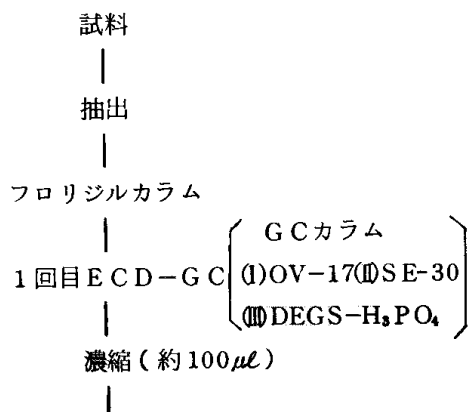 試料
抽出
フロリジルカラム
GCカラム
1回目ECD-GC (I)OV-17(II)SE-30
(III)DEGS-H₃PO₄
濃縮(約100μℓ)